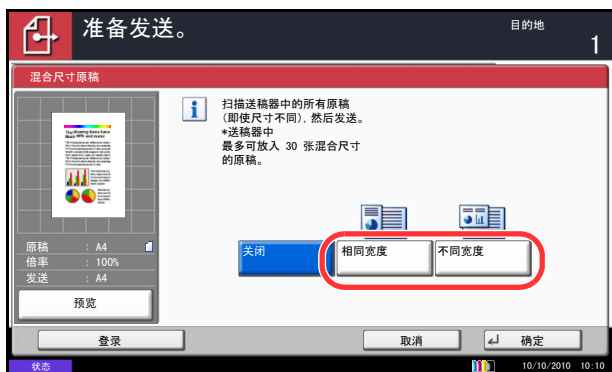 准备发送。
目的地
1
混合尺寸原稿
扫描送稿器中的所有原稿
(即使尺寸不同), 然后发送。
*送稿器中
最多可放入 30 张混合尺寸
的原稿。
关闭
相同宽度
不同宽度
原稿 : A4
倍率 : 100%
发送 : A4
预览
登录
取消
确定
状态
10/10/2010 10:10